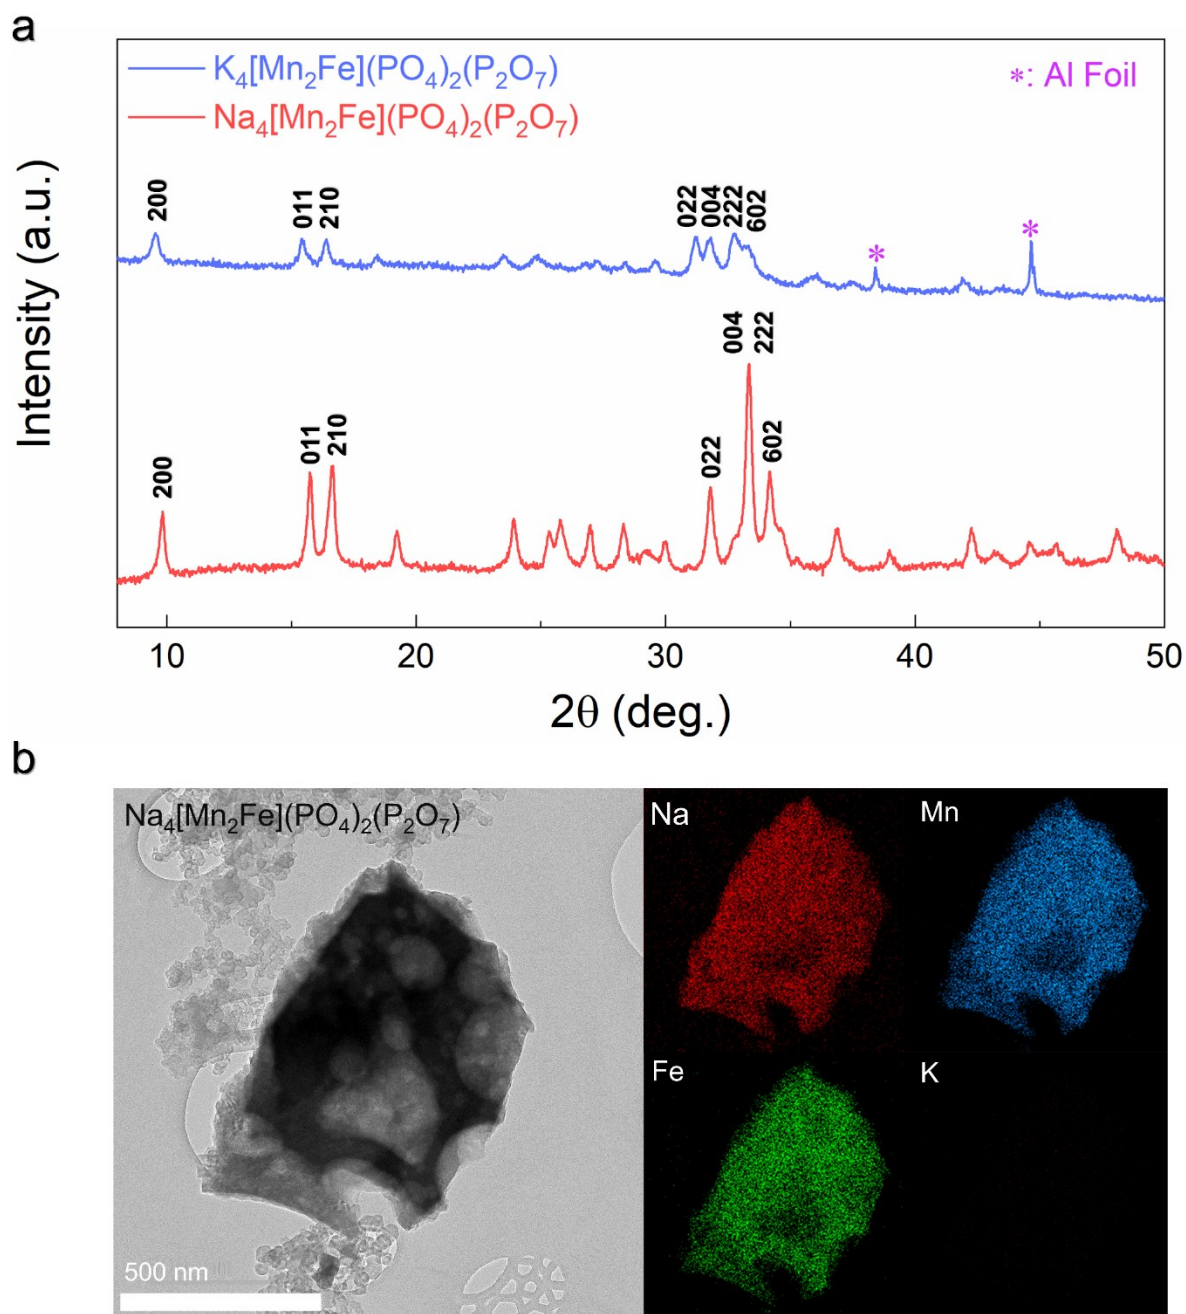 a
K₄[Mn₂Fe](PO₄)₂(P₂O₇)
Na₄[Mn₂Fe](PO₄)₂(P₂O₇)
*: Al Foil
200
011
210
022
004
222
602
*
*
200
011
210
022
004
222
602
Intensity (a.u.)
10 20 30 40 50
2θ (deg.)
b
Na₄[Mn₂Fe](PO₄)₂(P₂O₇)
Na
Mn
Fe
K
500 nm